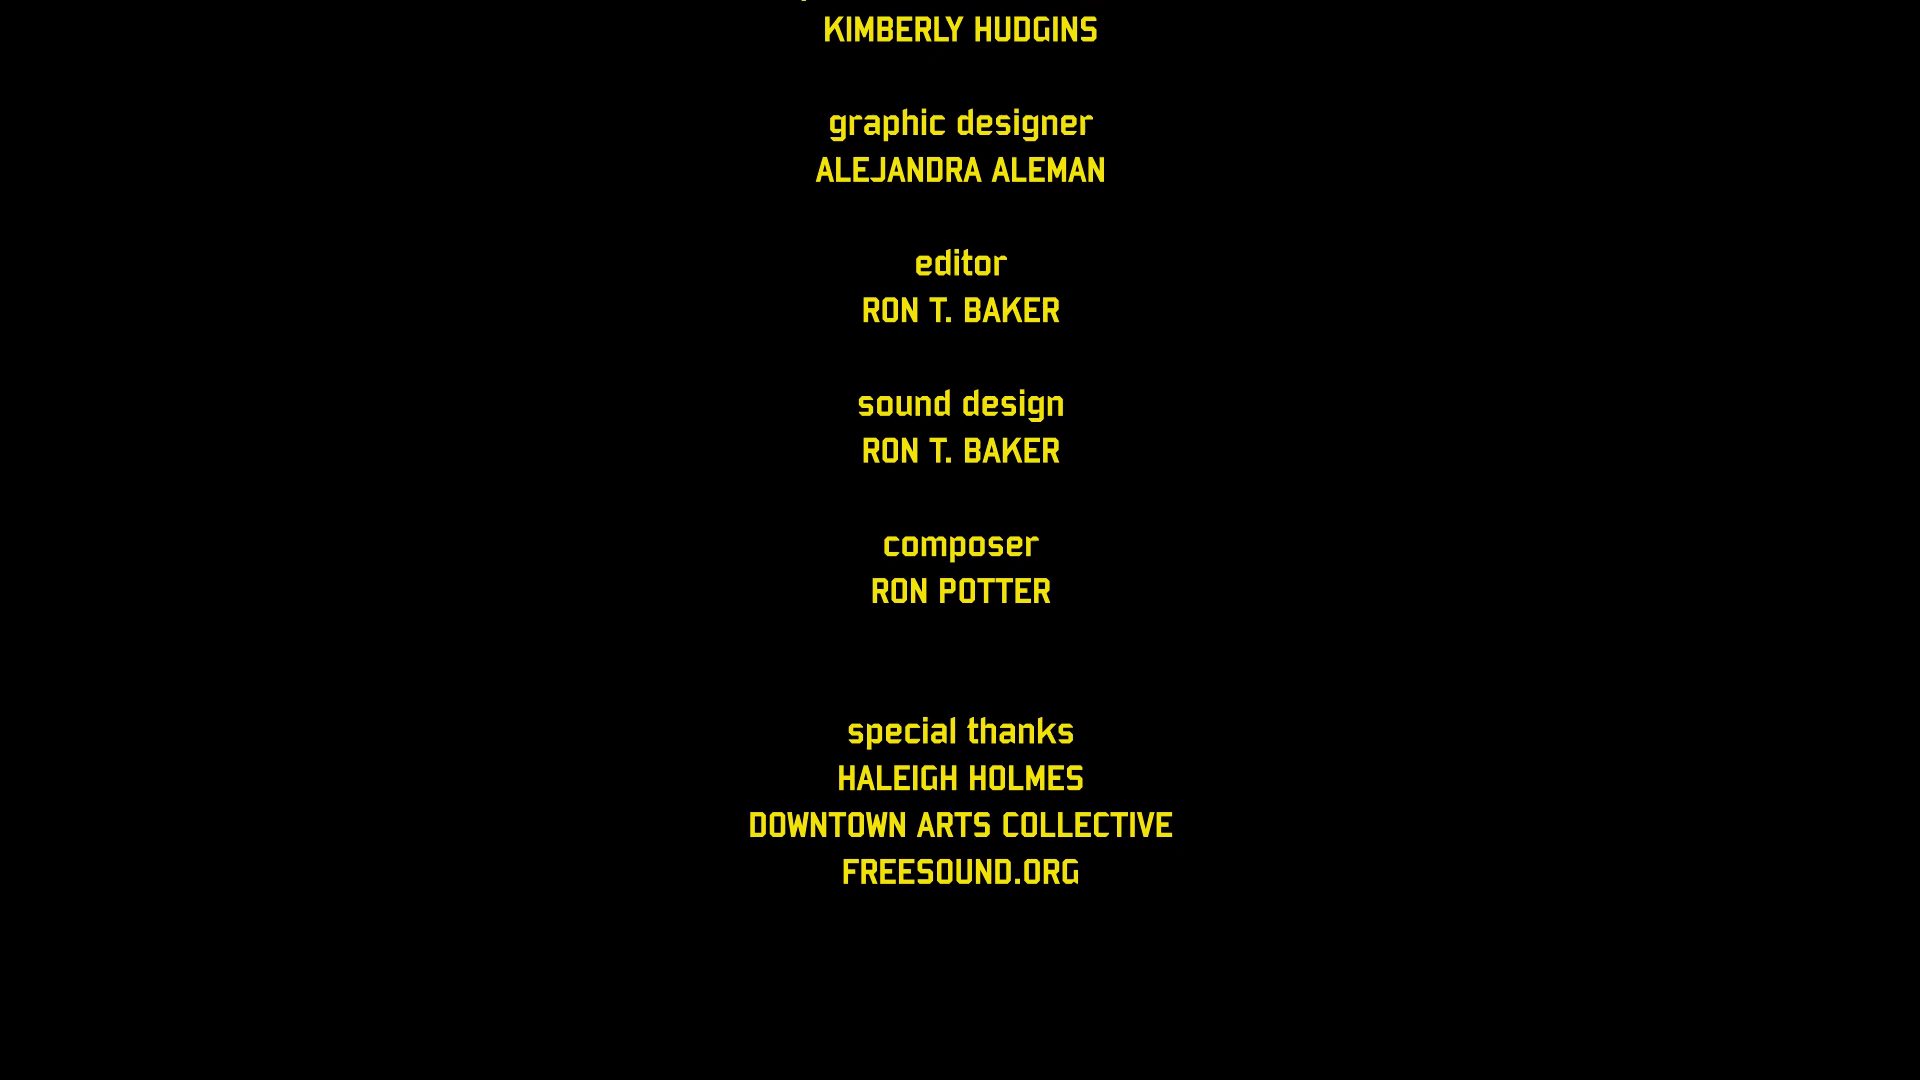 KIMBERLY HUDGINS
graphic designer
ALEJANDRA ALEMAN
editor
RON T. BAKER
sound design
RON T. BAKER
composer
RON POTTER
special thanks
HALEIGH HOLMES
DOWNTOWN ARTS COLLECTIVE
FREESOUND.ORG